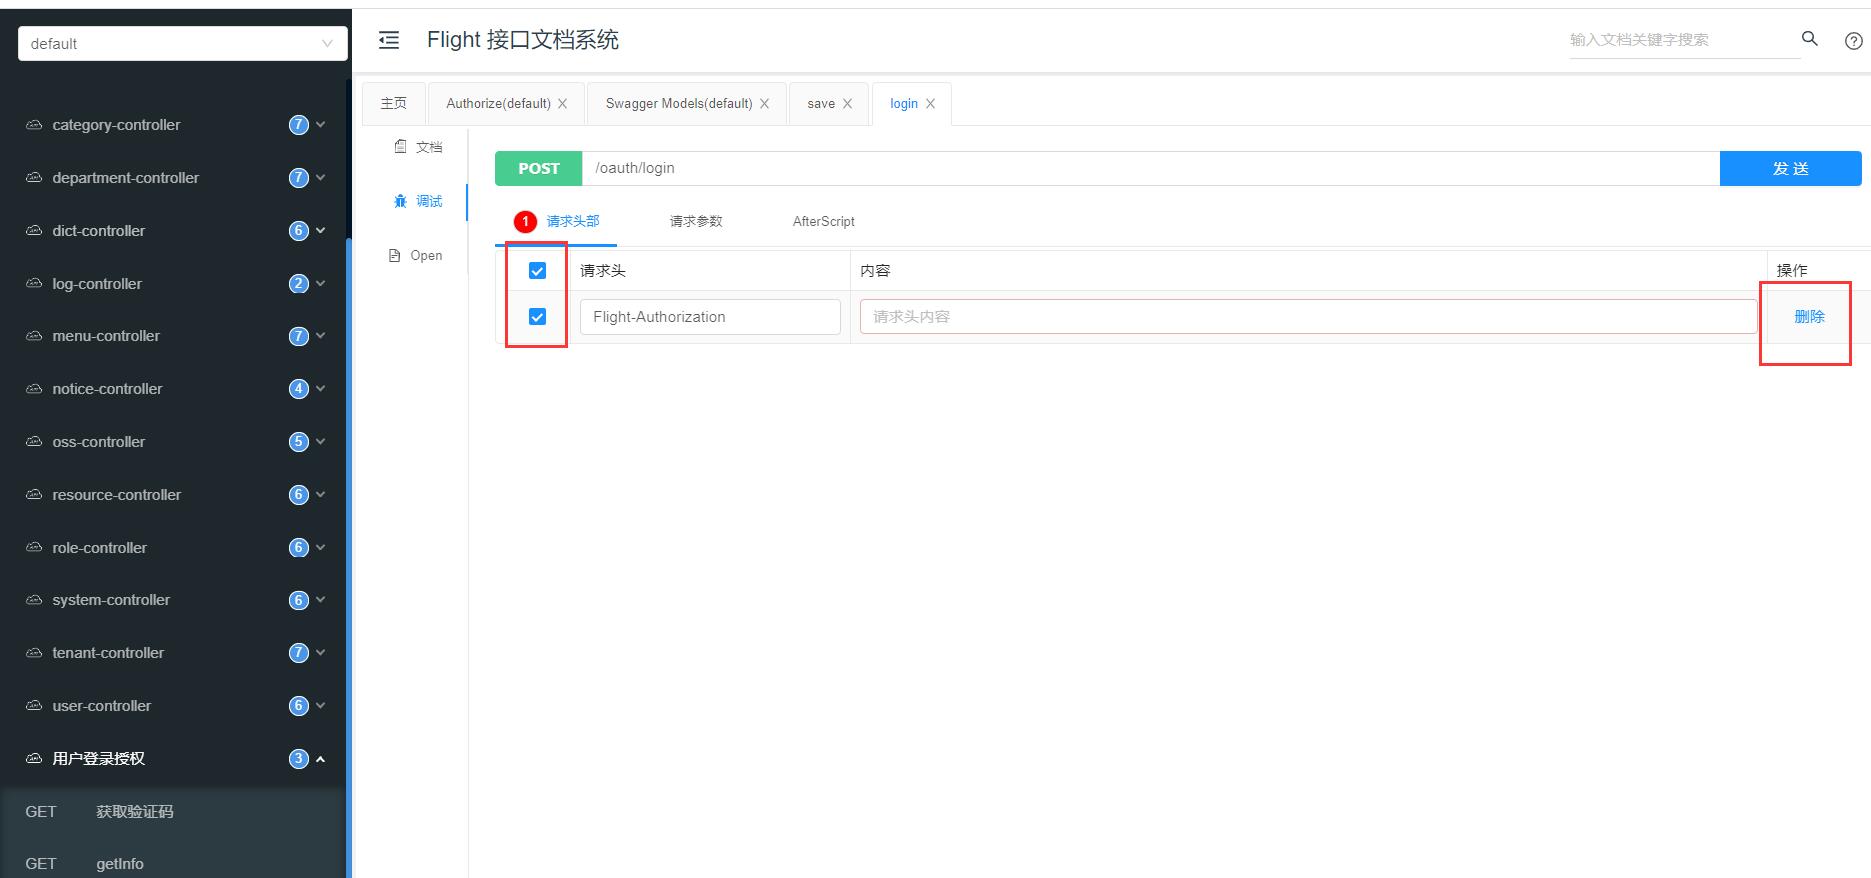 default
Flight 接口文档系统
输入文档关键字搜索
主页
Authorize(default)
Swagger Models(default)
save
login
category-controller 7
department-controller 7
dict-controller 6
log-controller 2
menu-controller 7
notice-controller 4
oss-controller 5
resource-controller 6
role-controller 6
system-controller 6
tenant-controller 7
user-controller 6
用户登录授权 3
GET 获取验证码
GET getInfo
文档
调试
Open
POST /oauth/login 发 送
1 请求头部 请求参数 AfterScript
请求头 内容 操作
Flight-Authorization 请求头内容 删除